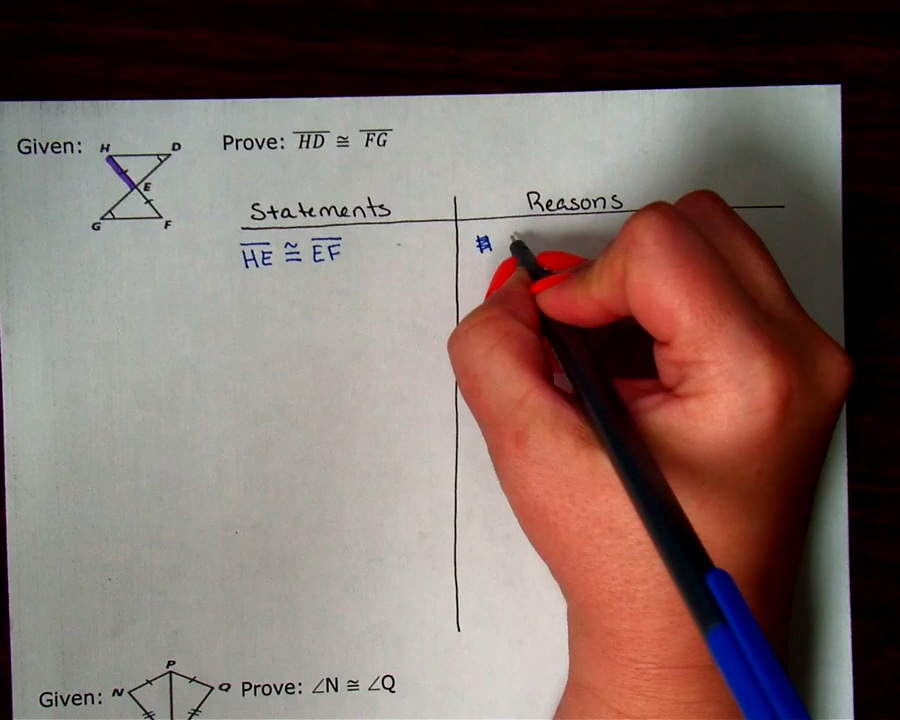 Given: H D Prove: HD ≅ FG
E
G F
Statements Reasons
HE ≅ EF
Given: N P Q Prove: ∠N ≅ ∠Q